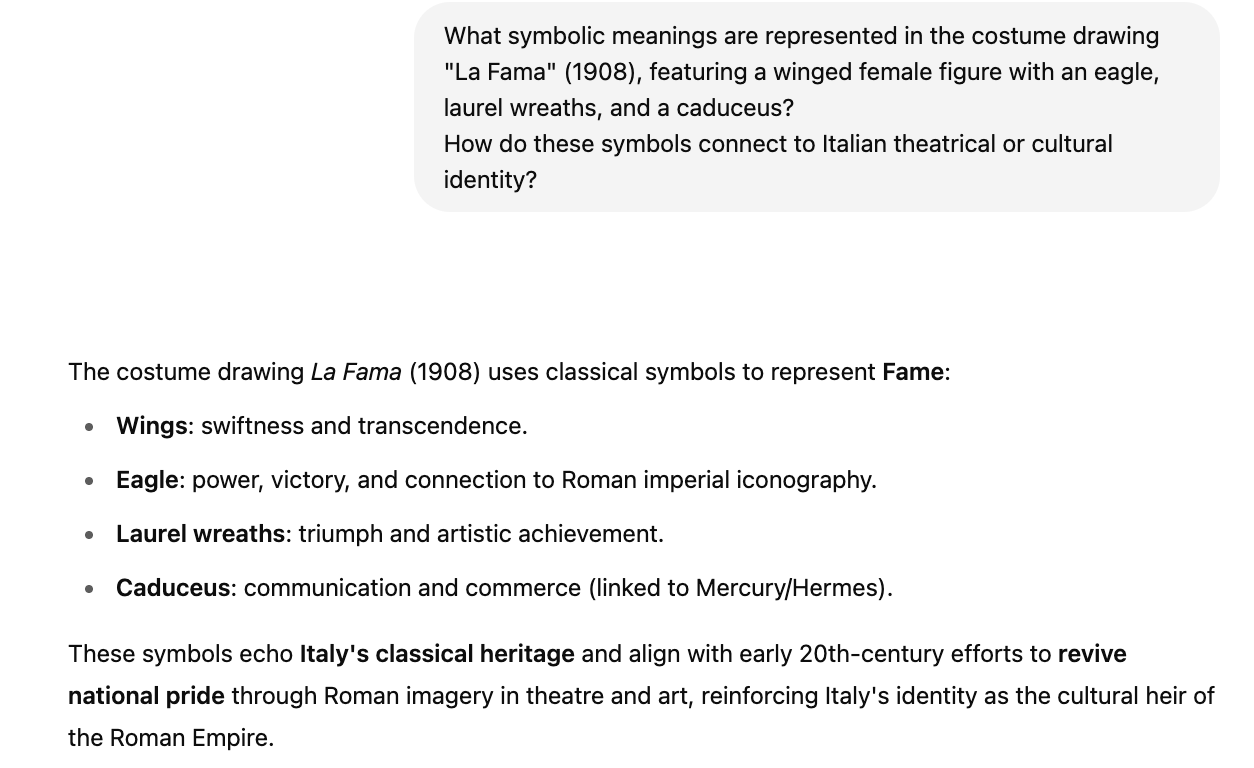 What symbolic meanings are represented in the costume drawing
"La Fama" (1908), featuring a winged female figure with an eagle,
laurel wreaths, and a caduceus?
How do these symbols connect to Italian theatrical or cultural
identity?
The costume drawing La Fama (1908) uses classical symbols to represent Fame:
• Wings: swiftness and transcendence.
• Eagle: power, victory, and connection to Roman imperial iconography.
• Laurel wreaths: triumph and artistic achievement.
• Caduceus: communication and commerce (linked to Mercury/Hermes).
These symbols echo Italy's classical heritage and align with early 20th-century efforts to revive
national pride through Roman imagery in theatre and art, reinforcing Italy's identity as the cultural heir of
the Roman Empire.